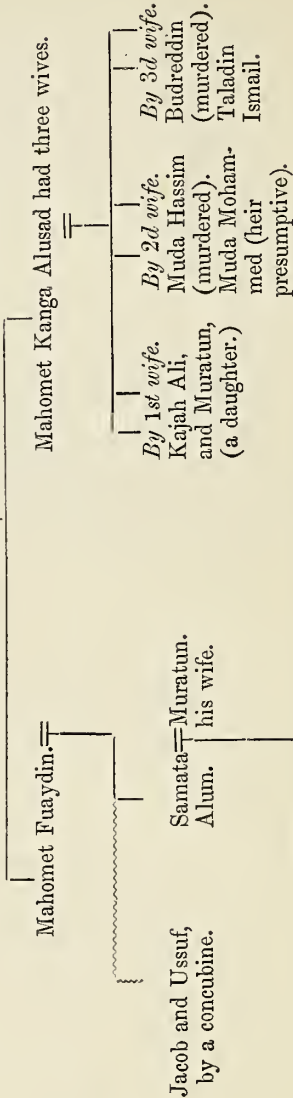 Mahomet Fuaydin.
Mahomet Kanga Alusad had three wives.
Jacob and Ussuf,
by a concubine.
Samata Muratun.
Alum. his wife.
By 1st wife.
Kajah Ali,
and Muratun,
(a daughter.)
By 2d wife.
Muda Hassim
(murdered).
Muda Moham-
med (heir
presumptive).
By 3d wife.
Budreddin
(murdered)
Taladin
Ismail.